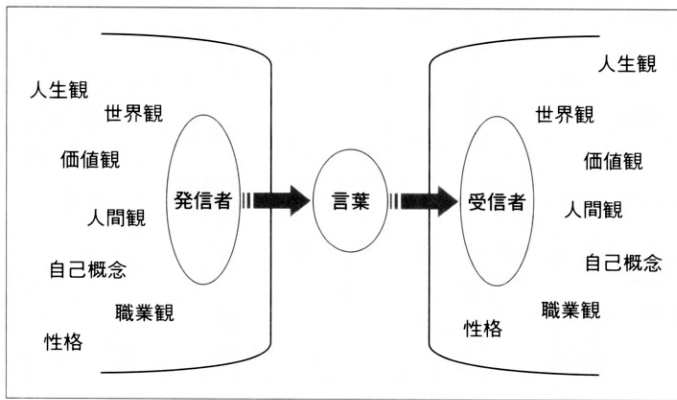 人生観
世界観
価値観
人間観
自己概念
職業観
性格
発信者
言葉
受信者
人生観
世界観
価値観
人間観
自己概念
職業観
性格